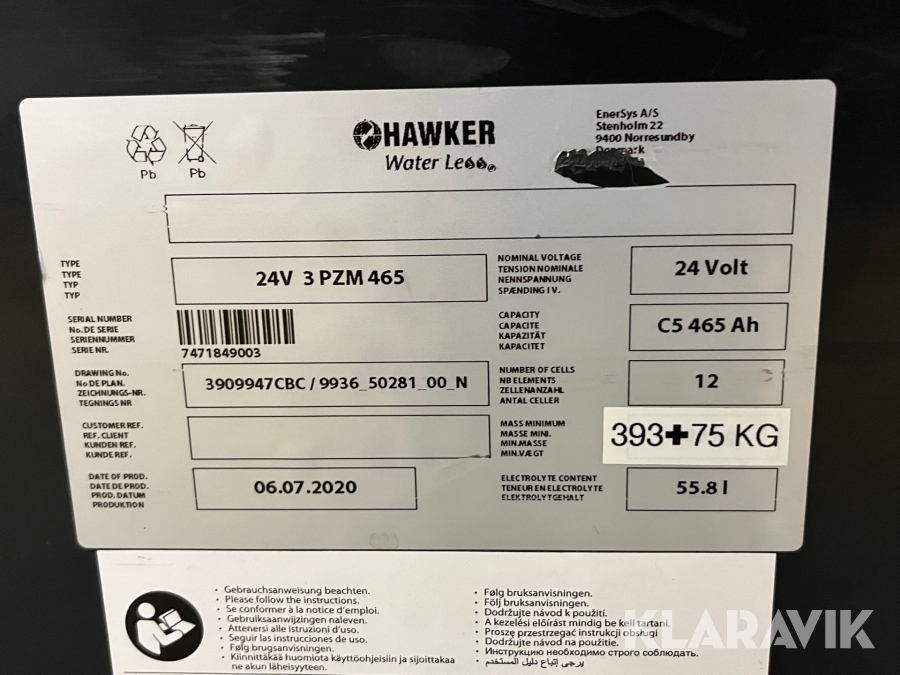 Pb
Pb
HAWKER
Water Less
EnerSys A/S
Stenholm 22
9400 Norresundby
Denmark
TYPE
TYPE
TYP
TYP
24V 3 PZM 465
NOMINAL VOLTAGE
TENSION NOMINALE
NENNSPANNUNG
SPÆNDING I V.
24 Volt
SERIAL NUMBER
No. DE SERIE
SERIENNUMMER
SERIE NR.
7471849003
CAPACITY
CAPACITE
KAPAZITÄT
KAPACITET
C5 465 Ah
DRAWING No.
No DE PLAN.
ZEICHNUNGS-NR.
TEGNINGS NR
3909947CBC / 9936_50281_00_N
NUMBER OF CELLS
NB ELEMENTS
ZELLENANZAHL
ANTAL CELLER
12
CUSTOMER REF.
REF. CLIENT
KUNDEN REF.
KUNDE REF.
MASS MINIMUM
MASSE MINI.
MIN.MASSE
MIN.VÆGT
393+75 KG
DATE OF PROD.
DATE DE PROD.
PROD. DATUM
PRODUKTION
06.07.2020
ELECTROLYTE CONTENT
TENEUR EN ELECTROLYTE
ELEKTROLYTGEHALT
55.8 l
• Gebrauchsanweisung beachten.
• Please follow the instructions.
• Se conformer à la notice d'emploi.
• Gebruiksaanwijzingen naleven.
• Attenersi alle istruzioni d'uso.
• Seguir las instrucciones de uso.
• Følg brugsanvisningen.
• Kiinnittäkää huomiota käyttöohjeisiin ja sijoittakaa
ne akun läheisyyteen.
• Følg bruksanvisningen.
• Följ bruksanvisningen.
• Dodržujte návod k použití.
• A kezelési előírást mindig be kell tartani.
• Proszę przestrzegać instrukcji obsługi
• Dodržujte návod na použitie.
• Инструкцию необходимо строго соблюдать.
• يرجى إتباع دليل المستخدم
KLARAVIK